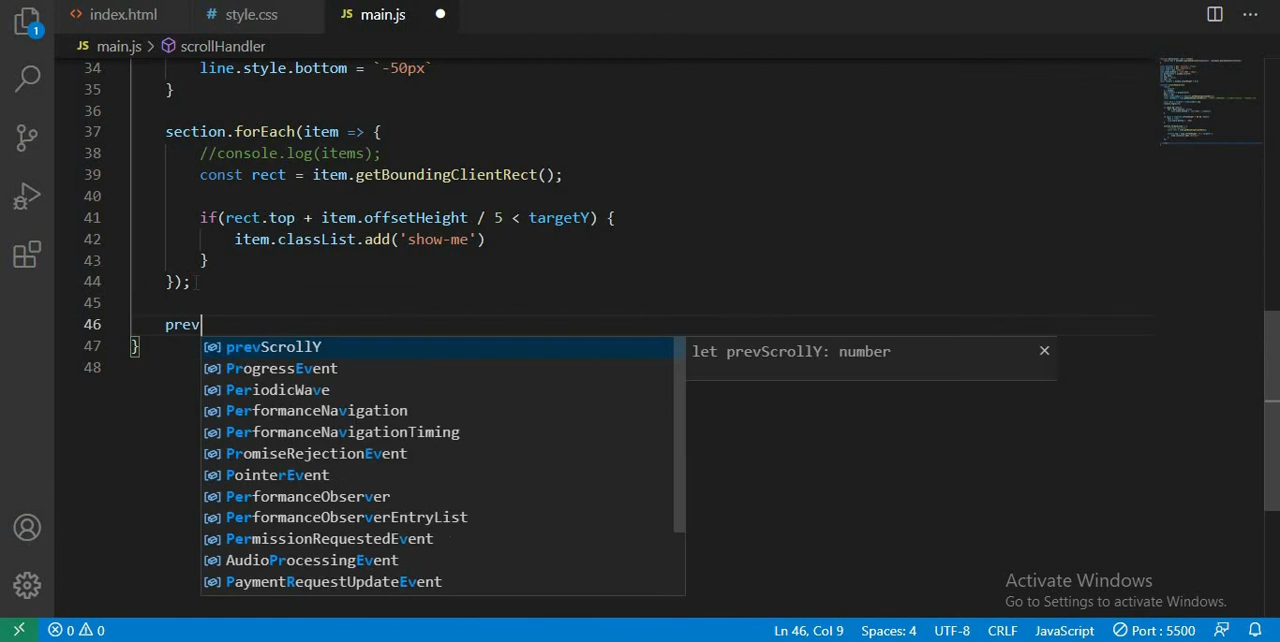 index.html
# style.css
JS main.js
1
JS main.js > scrollHandler
34 line.style.bottom = `-50px`
35 }
36
37 section.forEach(item => {
38 //console.log(items);
39 const rect = item.getBoundingClientRect();
40
41 if(rect.top + item.offsetHeight / 5 < targetY) {
42 item.classList.add('show-me')
43 }
44 });
45
46 prev
47 }
48
prevScrollY
let prevScrollY: number
ProgressEvent
PeriodicWave
PerformanceNavigation
PerformanceNavigationTiming
PromiseRejectionEvent
PointerEvent
PerformanceObserver
PerformanceObserverEntryList
PermissionRequestedEvent
AudioProcessingEvent
PaymentRequestUpdateEvent
Activate Windows
Go to Settings to activate Windows.
0 0 Ln 46, Col 9 Spaces: 4 UTF-8 CRLF JavaScript Port : 5500